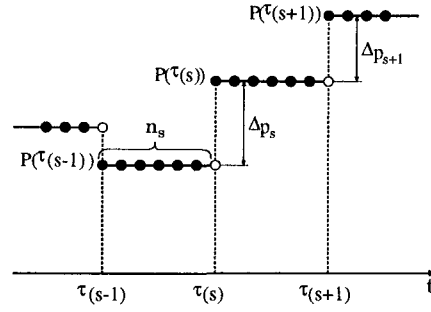 P(τ(s+1))
Δp_{s+1}
P(τ(s))
n_s
Δp_s
P(τ(s-1))
τ(s-1)
τ(s)
τ(s+1)
t